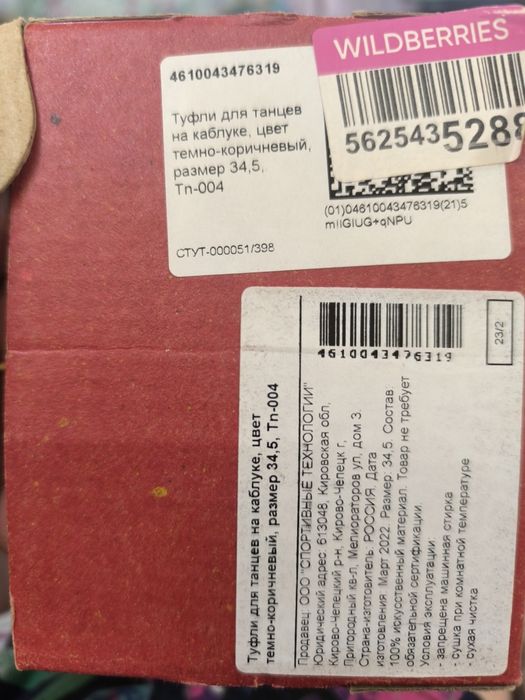 WILDBERRIES
5625435288
4610043476319
Туфли для танцев
на каблуке, цвет
темно-коричневый,
размер 34,5,
Тп-004
(01)04610043476319(21)5
СТУТ-000051/398
4610043476319
23/2
Туфли для танцев на каблуке, цвет
темно-коричневый, размер 34,5, Тп-004
Продавец: ООО "СПОРТИВНЫЕ ТЕХНОЛОГИИ"
Юридический адрес: 613048, Кировская обл,
Кирово-Чепецкий р-н, Кирово-Чепецк г,
Пригородный кв-л, Мелиораторов ул, дом 3.
Страна-изготовитель: РОССИЯ, Дата
изготовления: Март 2022. Размер: 34,5. Состав
100% искусственный материал. Товар не требует
обязательной сертификации.
Условия эксплуатации
- запрещена машинная стирка
- сушка при комнатной температуре
- сухая чистка